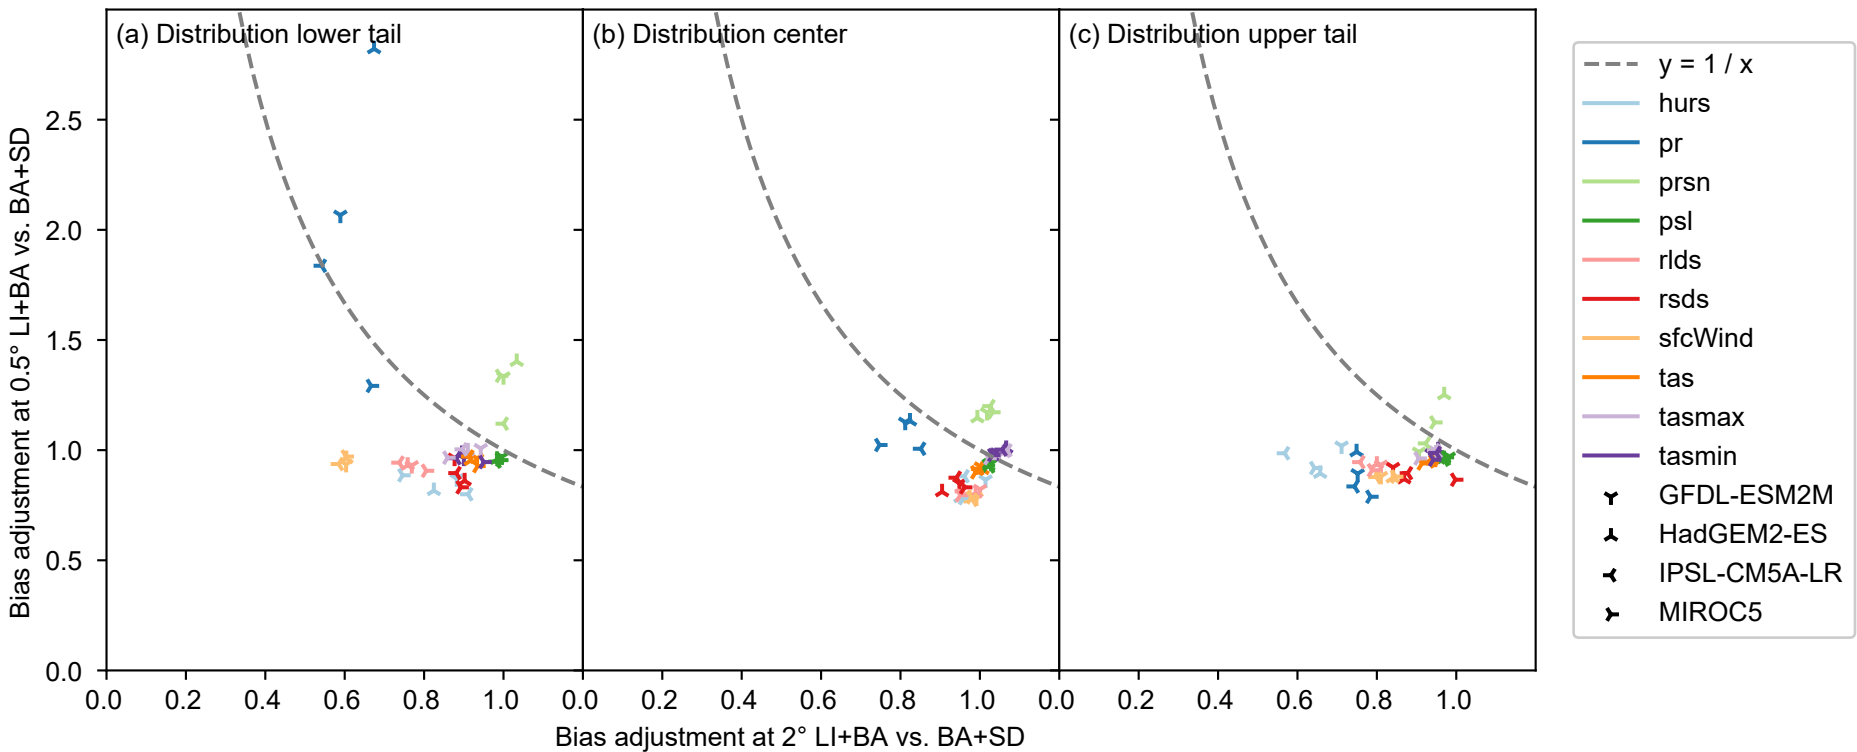 (a) Distribution lower tail
(b) Distribution center
(c) Distribution upper tail
Bias adjustment at 0.5° LI+BA vs. BA+SD
2.5
2.0
1.5
1.0
0.5
0.0
0.0 0.2 0.4 0.6 0.8 1.0 0.0 0.2 0.4 0.6 0.8 1.0 0.0 0.2 0.4 0.6 0.8 1.0
Bias adjustment at 2° LI+BA vs. BA+SD
y = 1 / x
hurs
pr
prsn
psl
rlds
rsds
sfcWind
tas
tasmax
tasmin
GFDL-ESM2M
HadGEM2-ES
IPSL-CM5A-LR
MIROC5